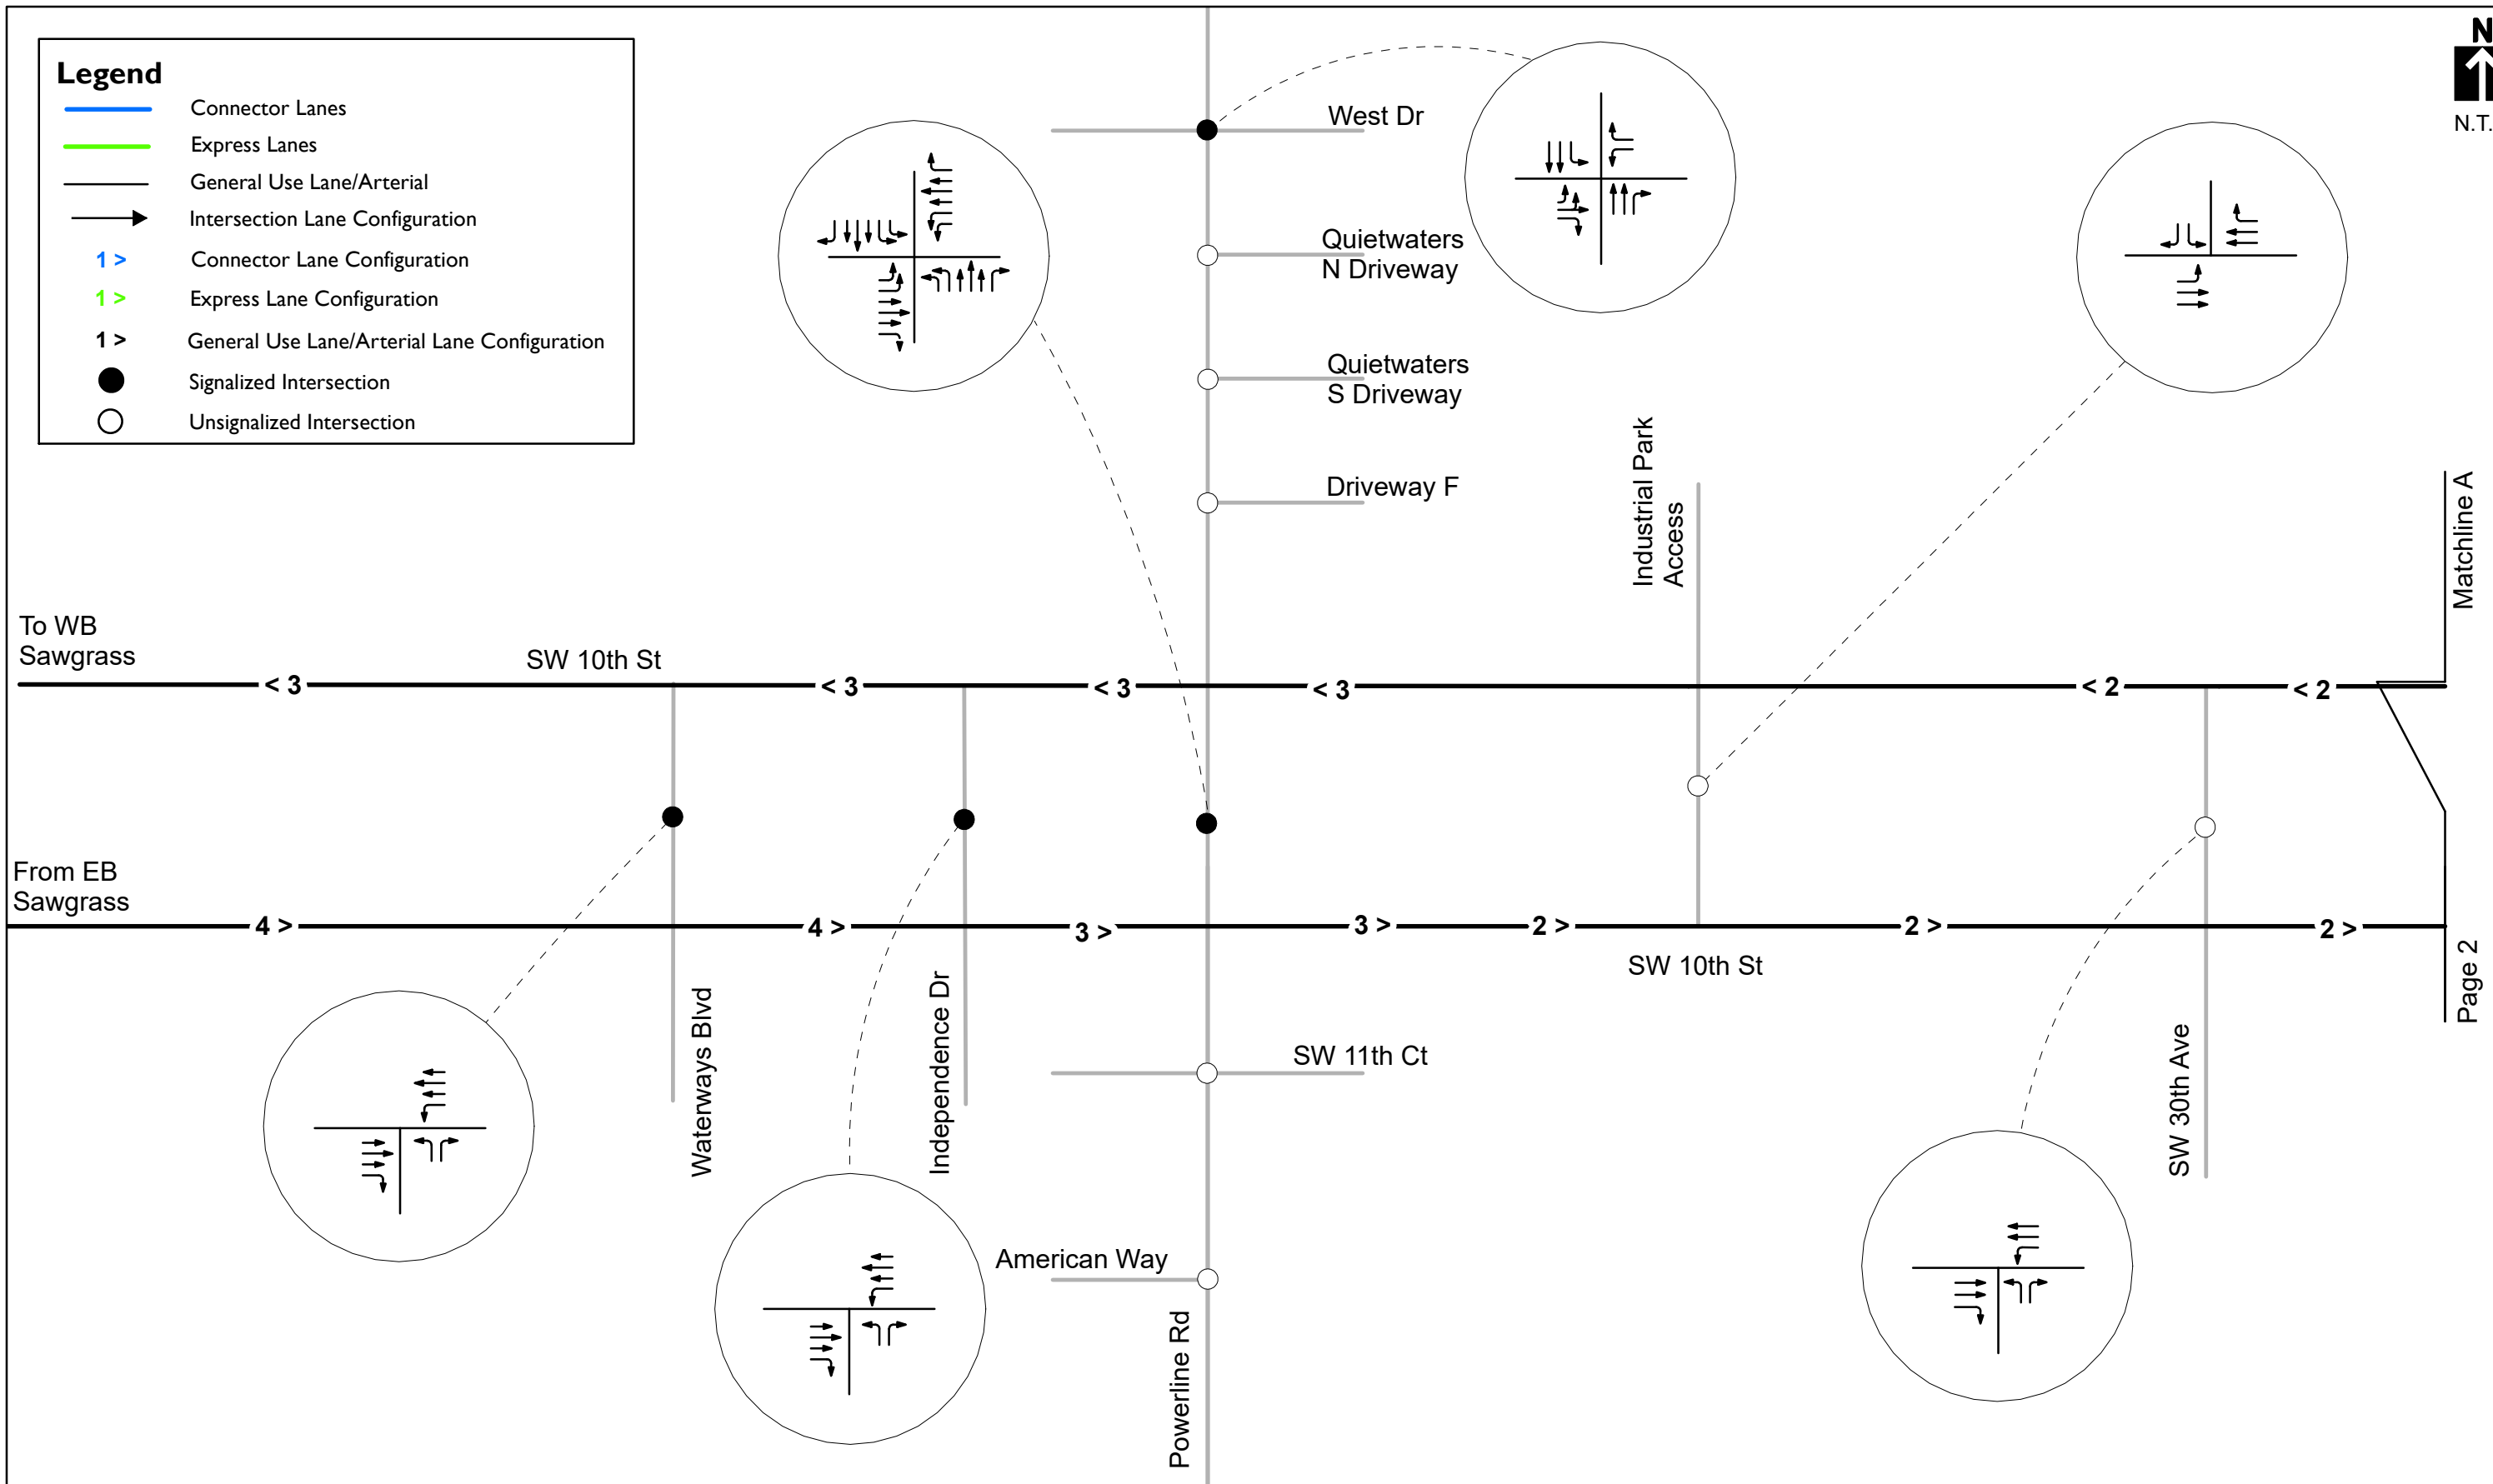 Legend
Connector Lanes
Express Lanes
General Use Lane/Arterial
Intersection Lane Configuration
1 > Connector Lane Configuration
1 > Express Lane Configuration
1 > General Use Lane/Arterial Lane Configuration
Signalized Intersection
Unsignalized Intersection
N
N.T.
West Dr
Quietwaters
N Driveway
Quietwaters
S Driveway
Driveway F
Industrial Park
Access
Matchline A
To WB
Sawgrass
SW 10th St
< 3
< 3
< 3
< 3
< 2
< 2
From EB
Sawgrass
4 >
4 >
3 >
3 >
2 >
2 >
2 >
SW 10th St
Page 2
Waterways Blvd
Independence Dr
SW 11th Ct
SW 30th Ave
American Way
Powerline Rd